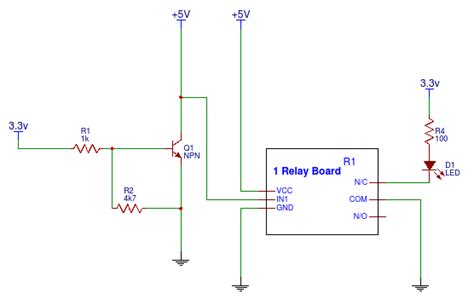 +5V
+5V
3.3v
3.3v
R1
1k
Q1
NPN
R2
4k7
R1
1 Relay Board
VCC
IN1
GND
N/C
COM
N/O
R4
100
D1
LED